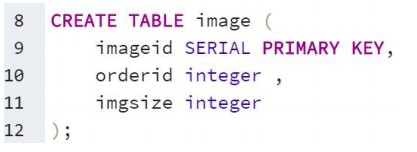 8 CREATE TABLE image (
9     imageid SERIAL PRIMARY KEY,
10     orderid integer ,
11     imgsize integer
12 );